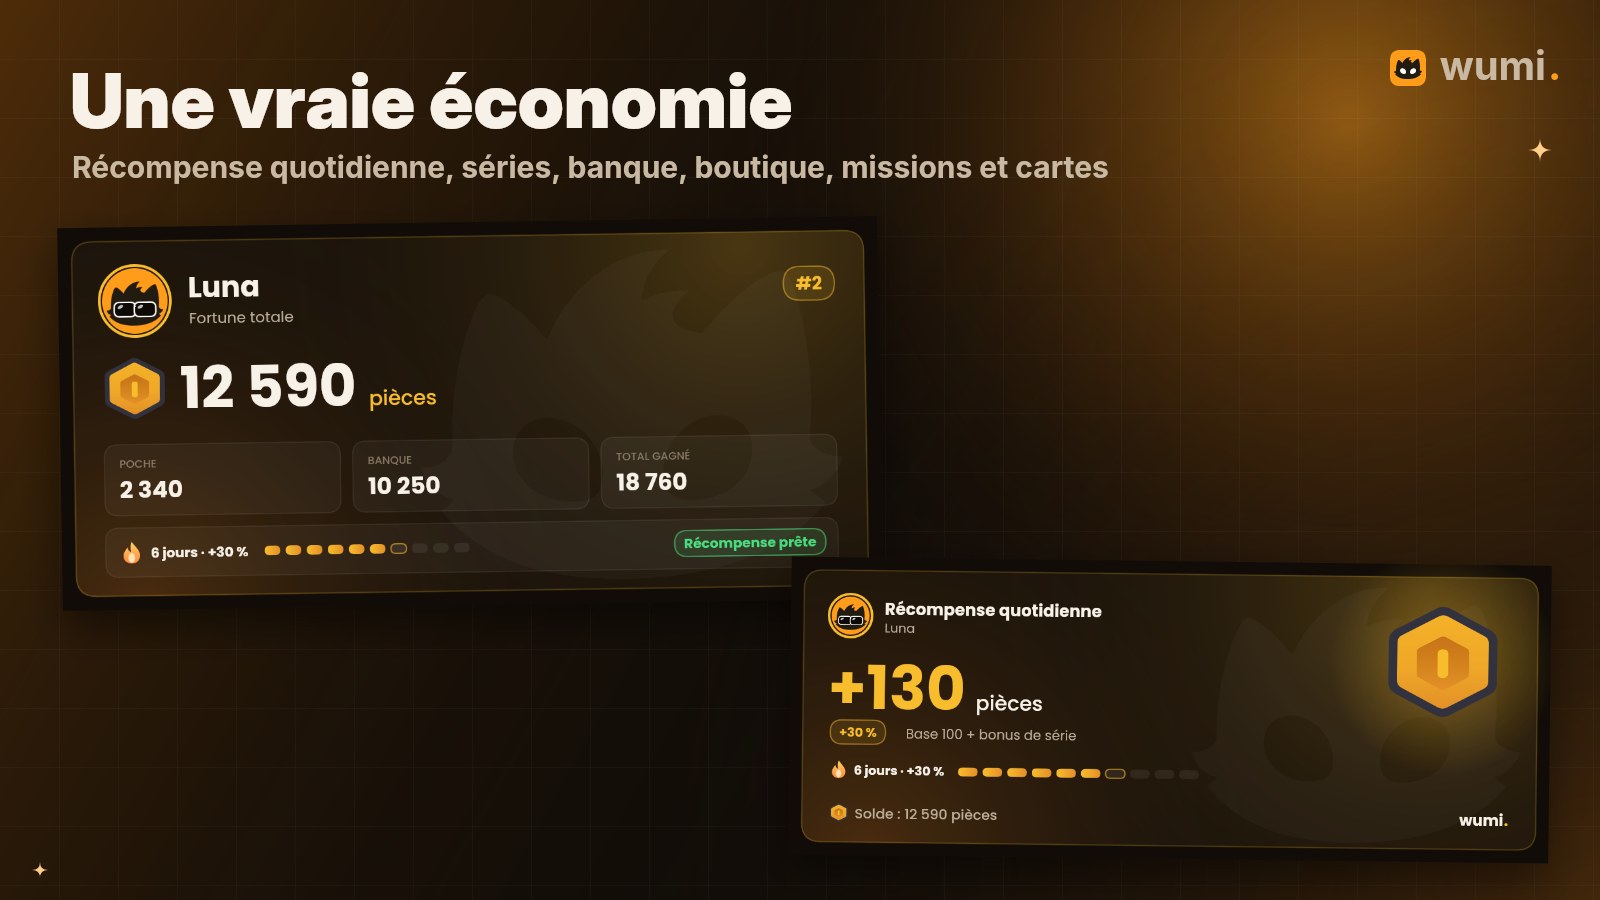 Une vraie économie
wumi.
Récompense quotidienne, séries, banque, boutique, missions et cartes
Luna
Fortune totale
#2
12 590 pièces
POCHE
2 340
BANQUE
10 250
TOTAL GAGNÉ
18 760
6 jours · +30 %
Récompense prête
Récompense quotidienne
Luna
+130 pièces
+30 %
Base 100 + bonus de série
6 jours · +30 %
Solde : 12 590 pièces
wumi.